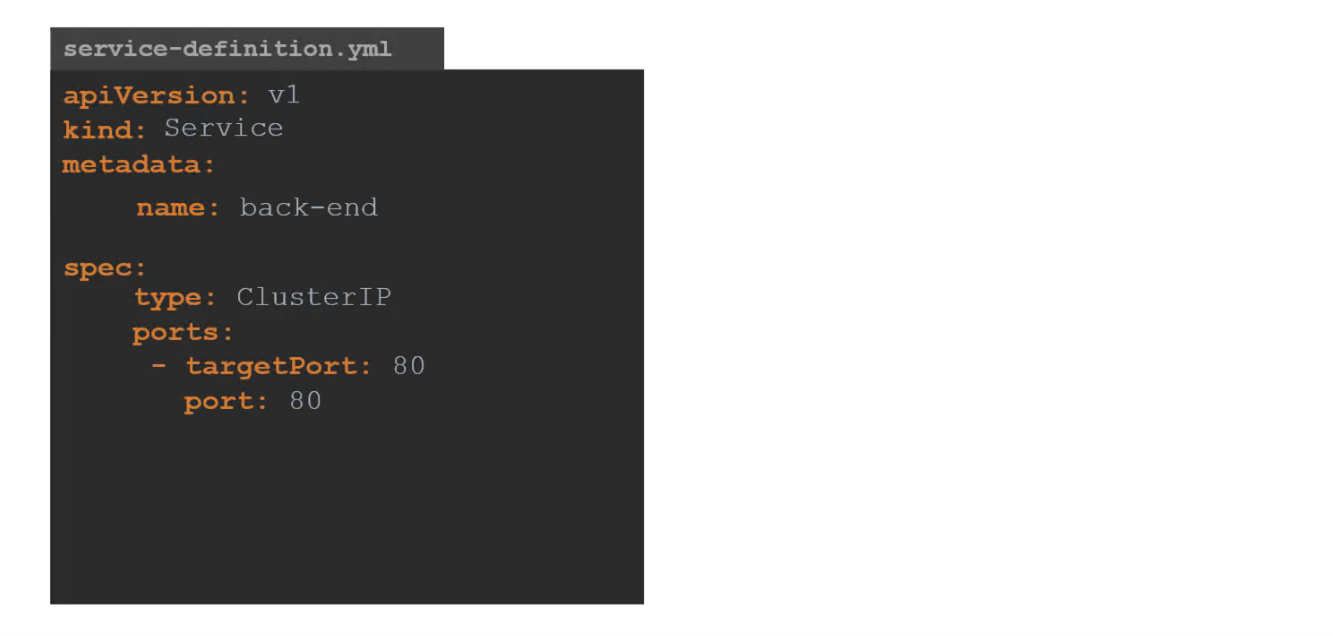 service-definition.yml
apiVersion: v1
kind: Service
metadata:
    name: back-end
spec:
    type: ClusterIP
    ports:
     - targetPort: 80
       port: 80